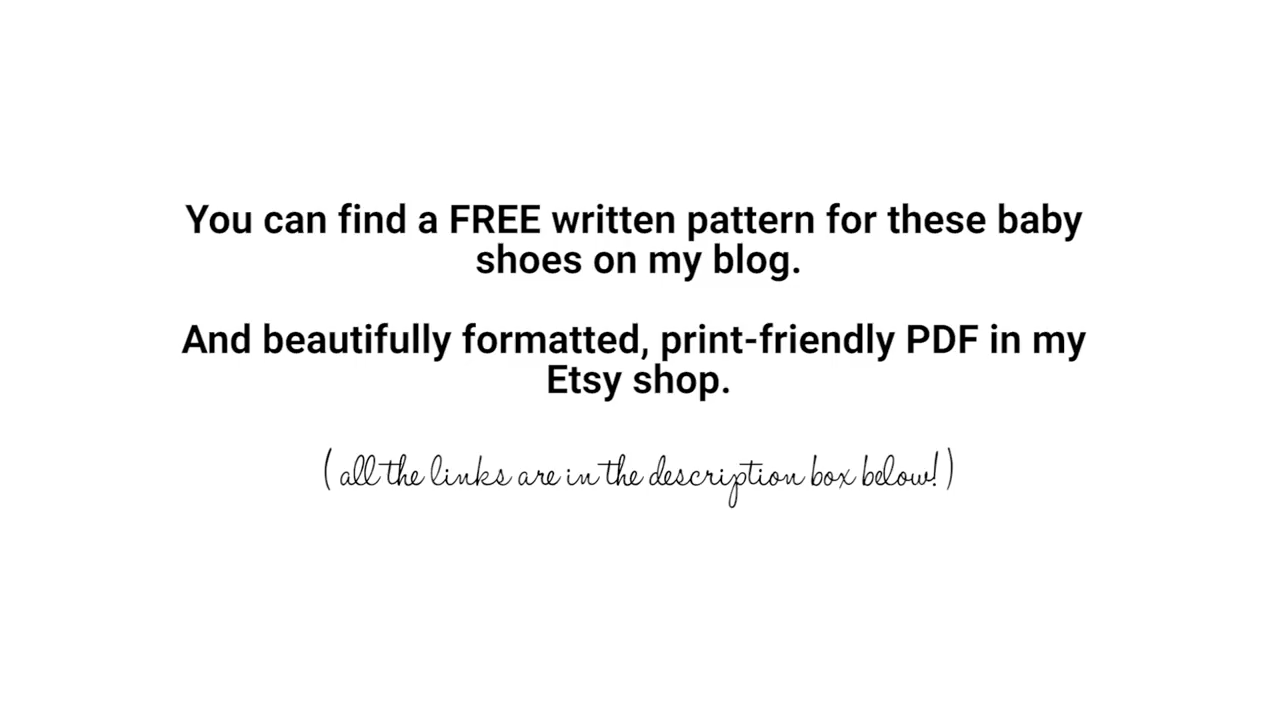 You can find a FREE written pattern for these baby
shoes on my blog.
And beautifully formatted, print-friendly PDF in my
Etsy shop.
(all the links are in the description box below!)